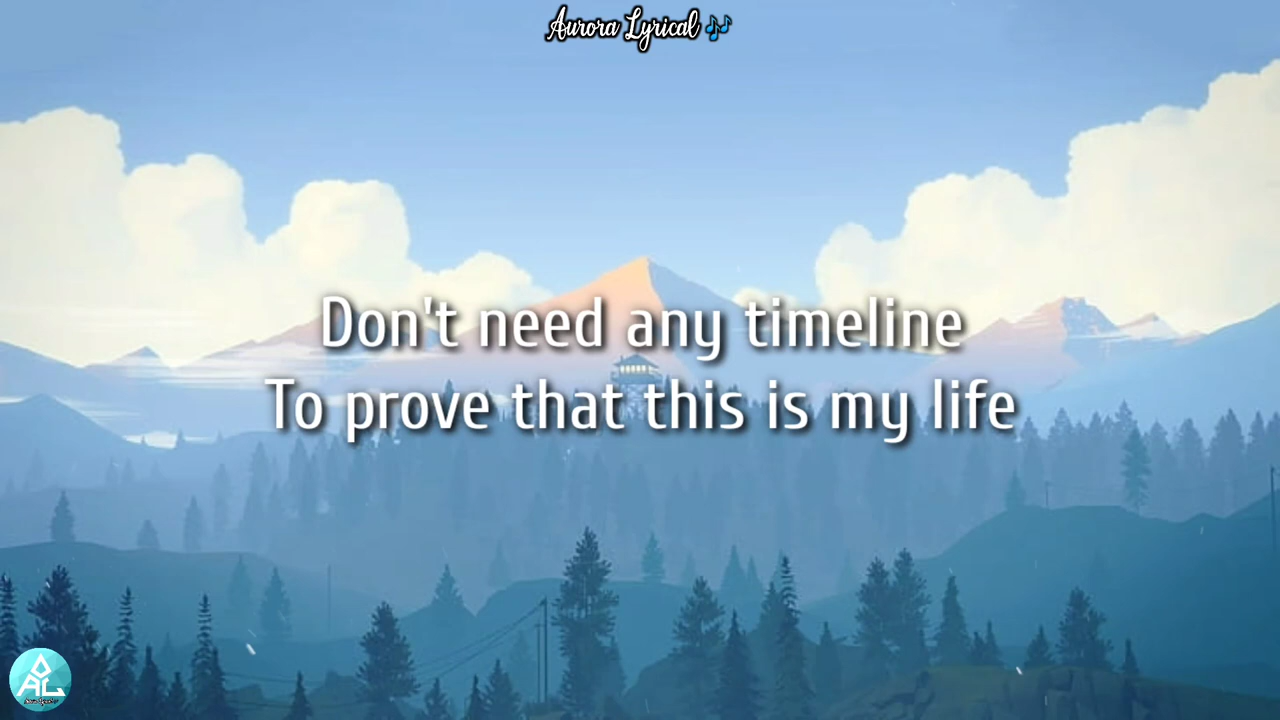 Aurora Lyrical 🎶
Don't need any timeline
To prove that this is my life